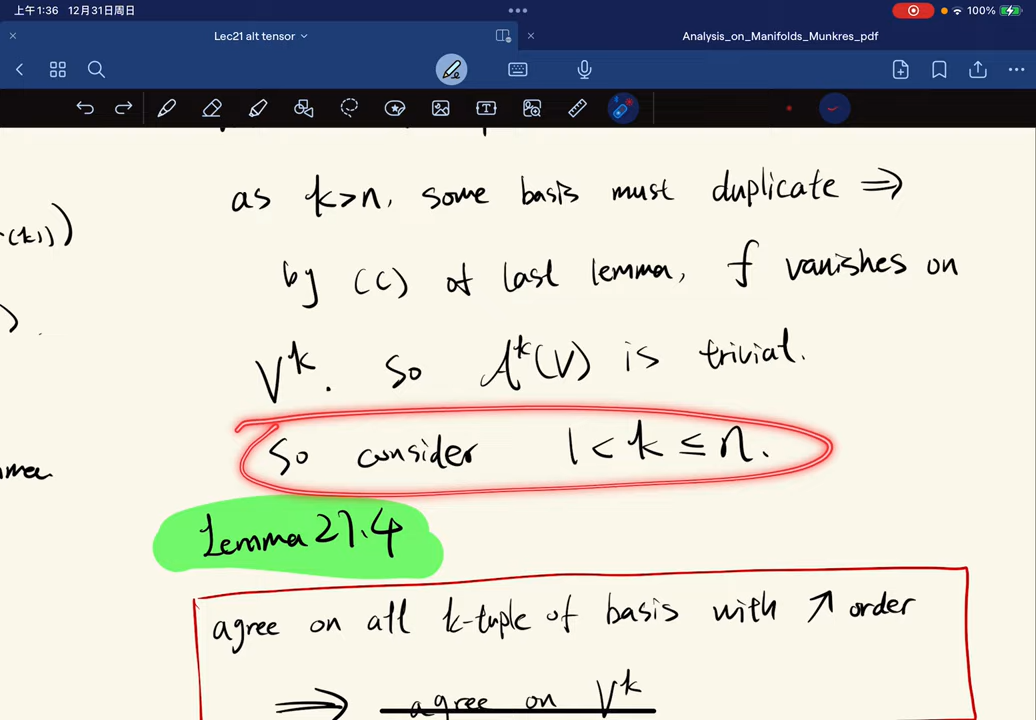 上午1:36 12月31日周日
100%
Lec21 alt tensor
Analysis_on_Manifolds_Munkres_pdf
as k>n, some basis must duplicate ⇒
(k))
by (c) of last lemma, f vanishes on
).
V^k. So A^k(V) is trivial.
So consider 1 < k ≤ n.
mma
Lemma 27.4
agree on all k-tuple of basis with ↗ order
⇒ agree on V^k